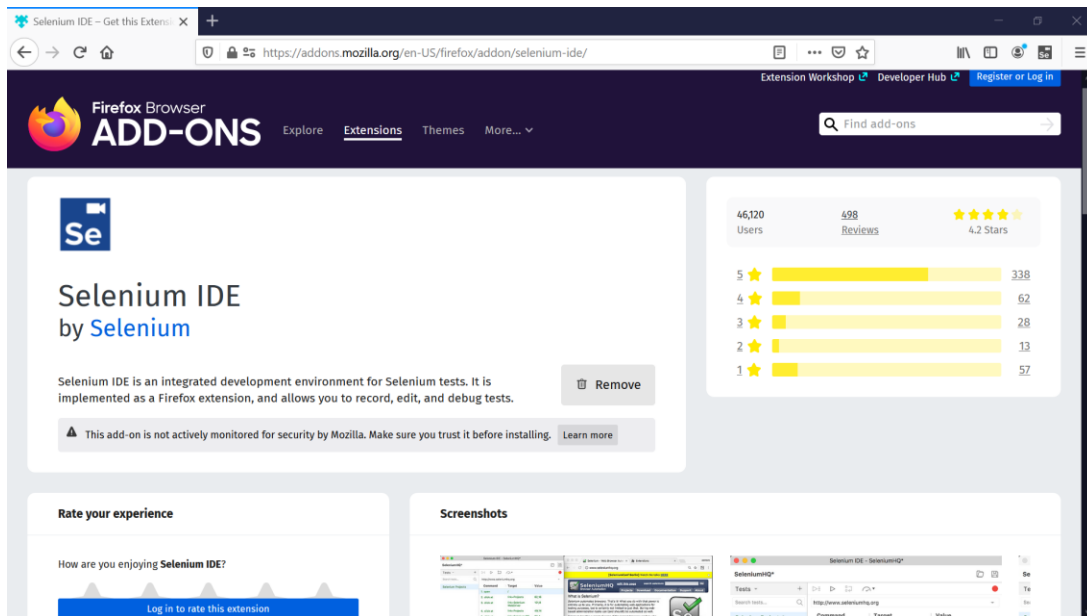 Selenium IDE – Get this Extensi
https://addons.mozilla.org/en-US/firefox/addon/selenium-ide/
Se
Extension Workshop
Developer Hub
Register or Log in
Firefox Browser
ADD-ONS
Explore
Extensions
Themes
More...
Find add-ons
Se
Selenium IDE
by Selenium
Selenium IDE is an integrated development environment for Selenium tests. It is
implemented as a Firefox extension, and allows you to record, edit, and debug tests.
Remove
This add-on is not actively monitored for security by Mozilla. Make sure you trust it before installing. Learn more
46,120
Users
498
Reviews
4.2 Stars
5 338
4 62
3 28
2 13
1 57
Rate your experience
How are you enjoying Selenium IDE?
Log in to rate this extension
Screenshots
Selenium IDE - SeleniumHQ*
SeleniumHQ*
Tests
Search tests...
http://www.seleniumhq.org
Command Target Value